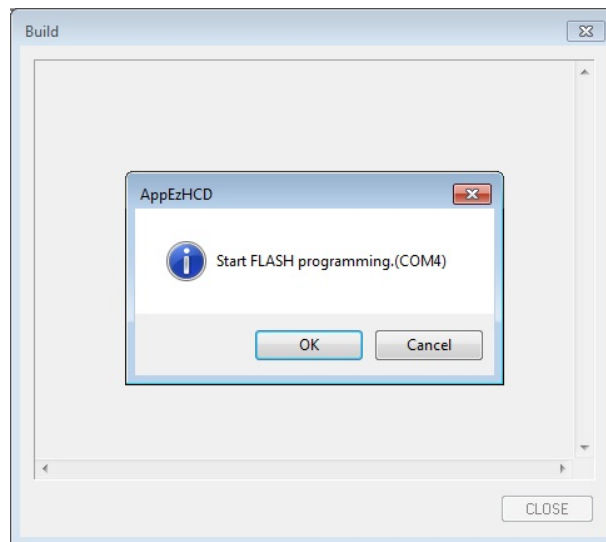 Build
AppEzHCD
Start FLASH programming.(COM4)
OK
Cancel
CLOSE